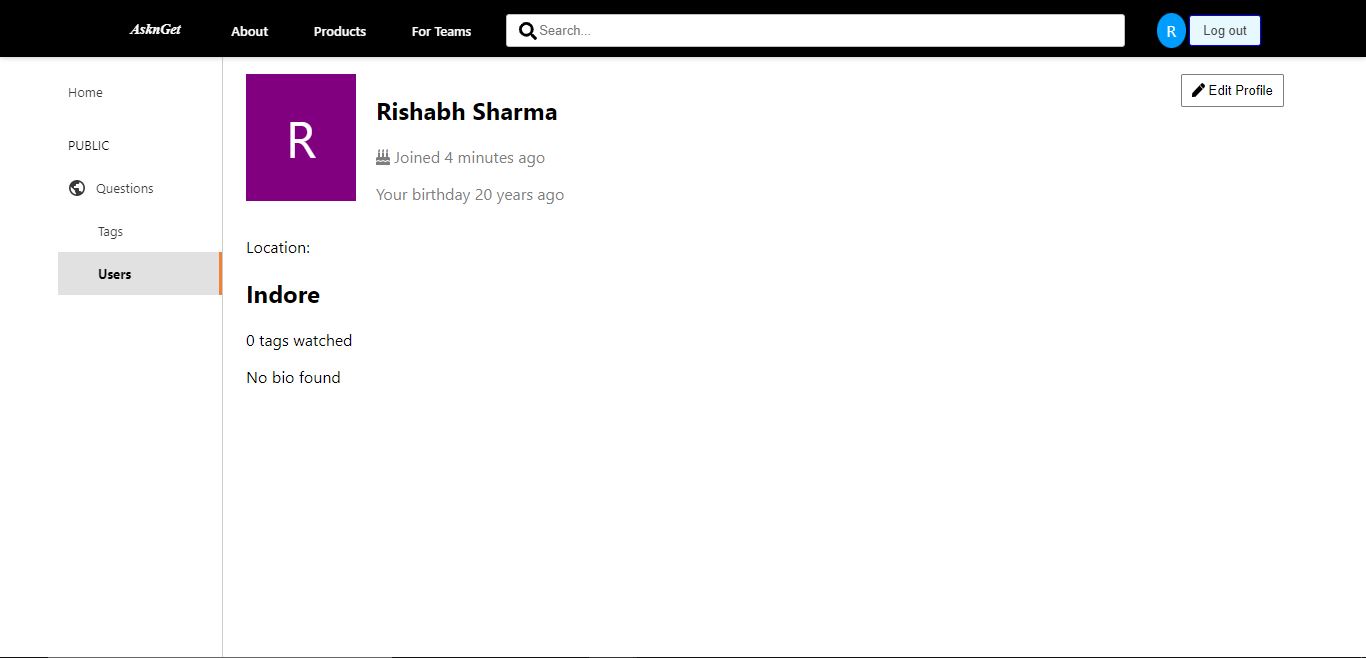 AsknGet About Products For Teams Search... R Log out
Home
PUBLIC
Questions
Tags
Users
R
Rishabh Sharma
Joined 4 minutes ago
Your birthday 20 years ago
Edit Profile
Location:
Indore
0 tags watched
No bio found